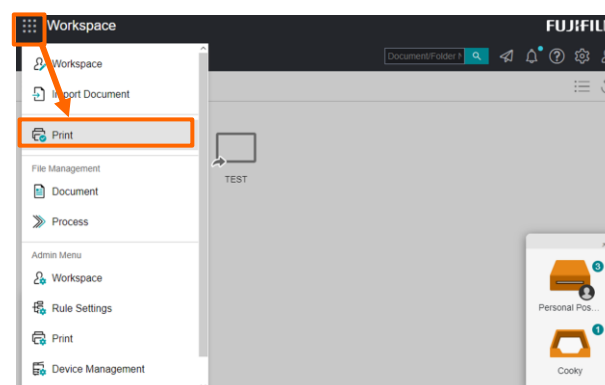 Workspace
FUJIFIL
Document/Folder
Workspace
Import Document
Print
File Management
Document
Process
Admin Menu
Workspace
Rule Settings
Print
Device Management
TEST
3
Personal Pos...
1
Cooky